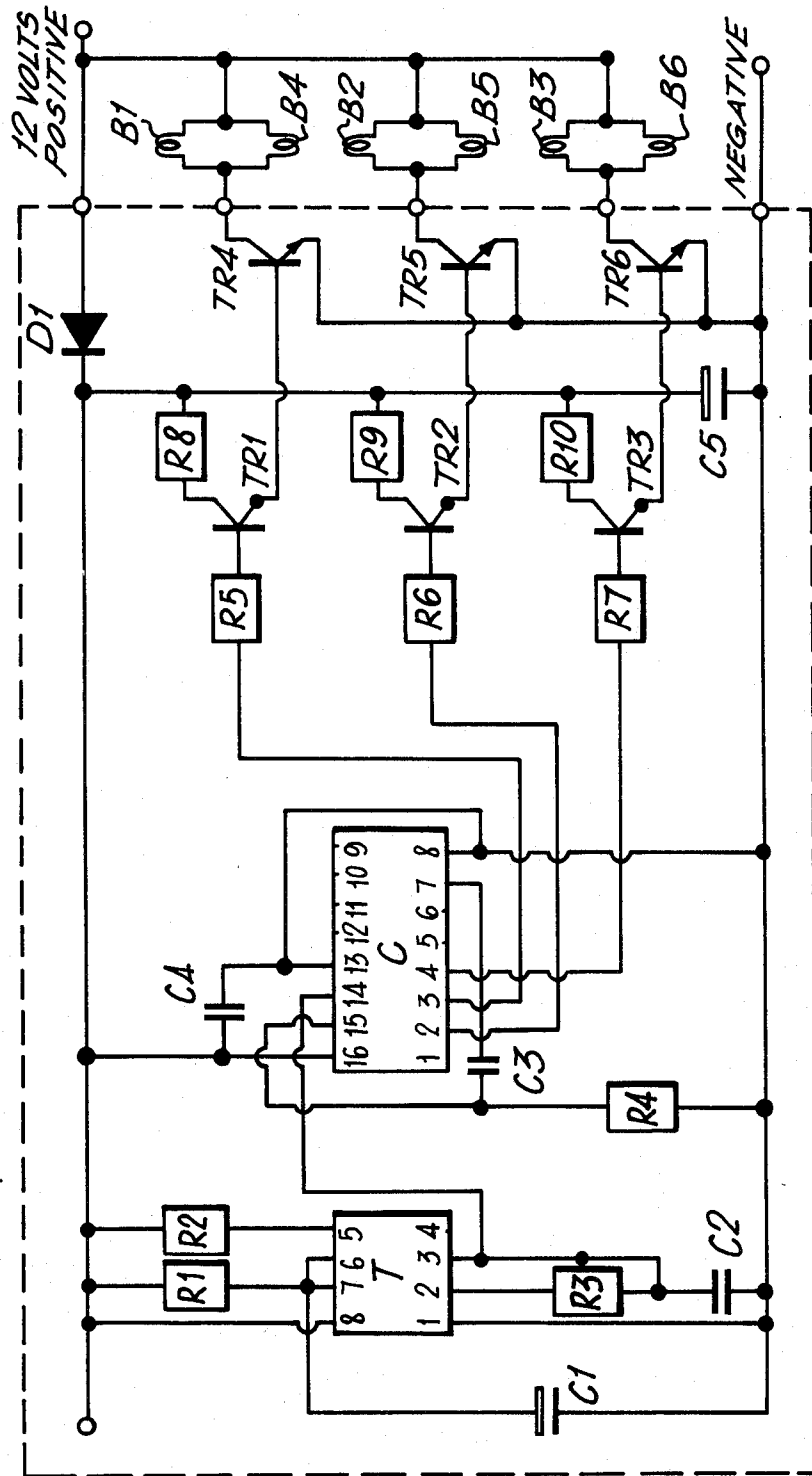 12 VOLTS
POSITIVE
B1
B4
B2
B5
B3
B6
NEGATIVE
D1
TR4
TR5
TR6
R8
R9
R10
TR1
TR2
TR3
C5
R5
R6
R7
C4
16 15 14 13 12 11 10 9
C
1 2 3 4 5 6 7 8
C3
R4
R1
R2
8 7 6 5
T
1 2 3 4
R3
C2
C1